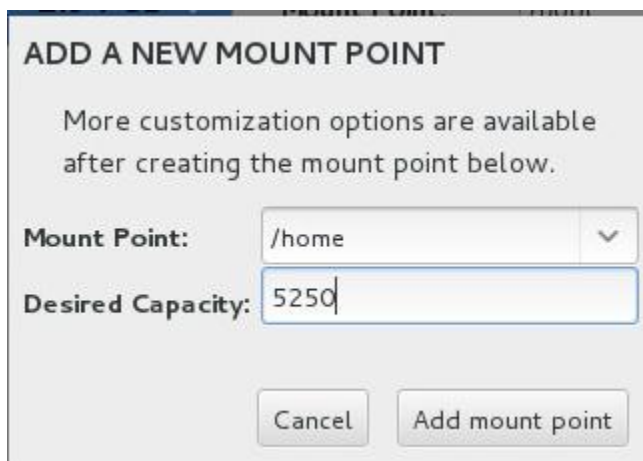 ADD A NEW MOUNT POINT
More customization options are available
after creating the mount point below.
Mount Point: /home
Desired Capacity: 5250
Cancel Add mount point